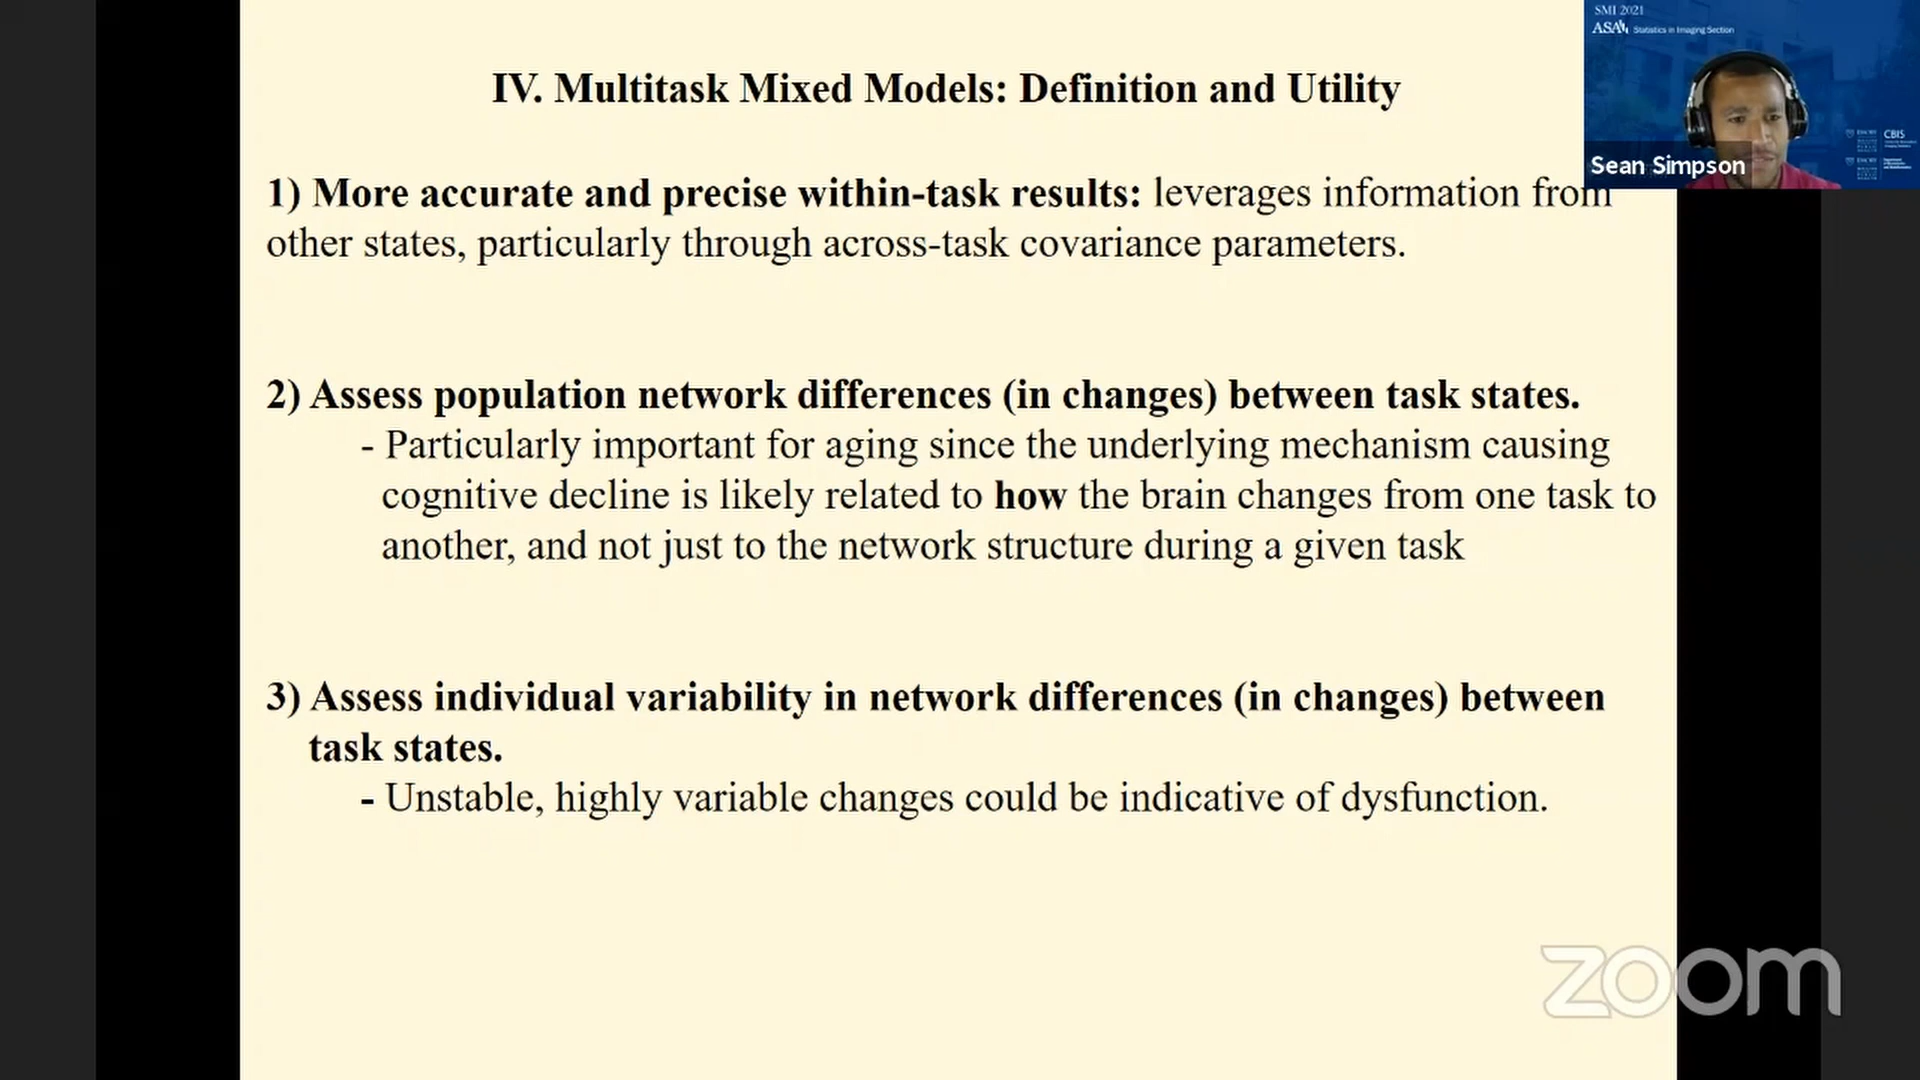 IV. Multitask Mixed Models: Definition and Utility
1) More accurate and precise within-task results: leverages information from
other states, particularly through across-task covariance parameters.
2) Assess population network differences (in changes) between task states.
- Particularly important for aging since the underlying mechanism causing
cognitive decline is likely related to how the brain changes from one task to
another, and not just to the network structure during a given task
3) Assess individual variability in network differences (in changes) between
task states.
- Unstable, highly variable changes could be indicative of dysfunction.
SMI 2021
ASA Statistics in Imaging Section
CBIS
Sean Simpson
zoom